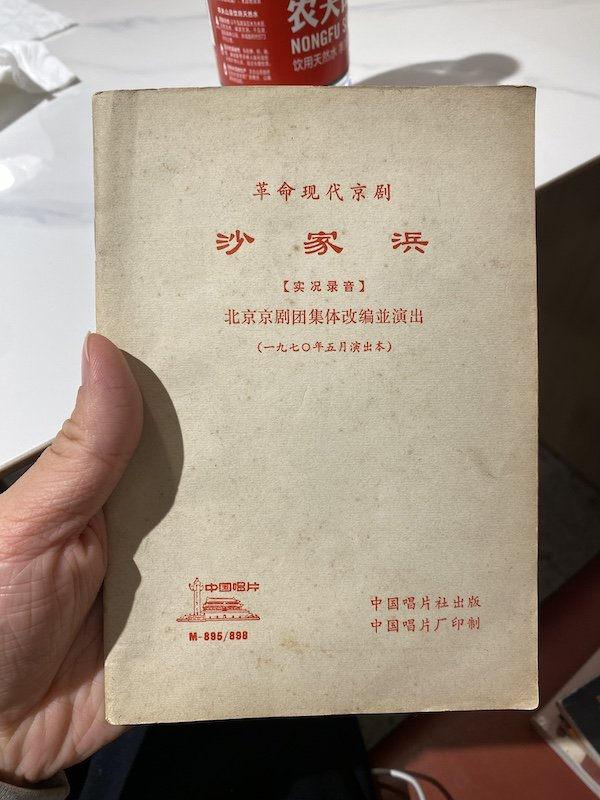 农夫
NONGFU S
饮用天然水
革命现代京剧
沙家浜
【实况录音】
北京京剧团集体改编並演出
(一九七〇年五月演出本)
中国唱片
M-895/898
中国唱片社出版
中国唱片厂印制